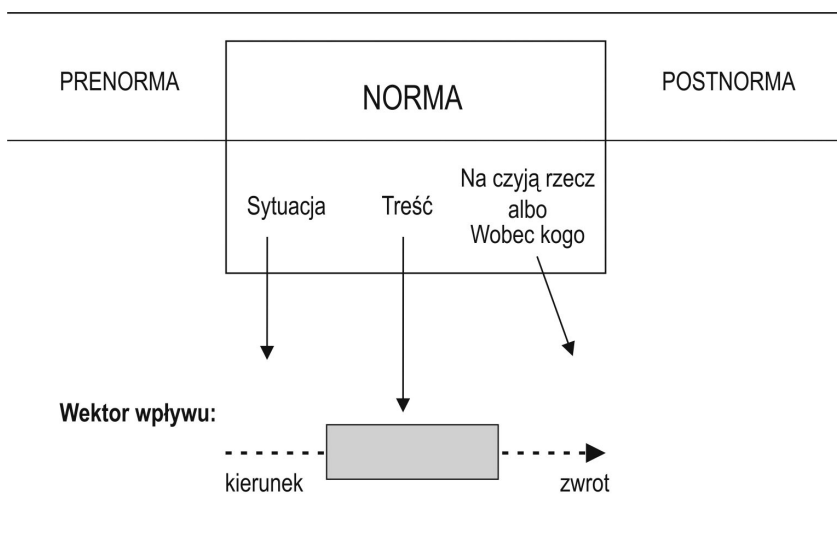 PRENORMA
NORMA
POSTNORMA
Sytuacja
Treść
Na czyją rzecz
albo
Wobec kogo
Wektor wpływu:
kierunek
zwrot